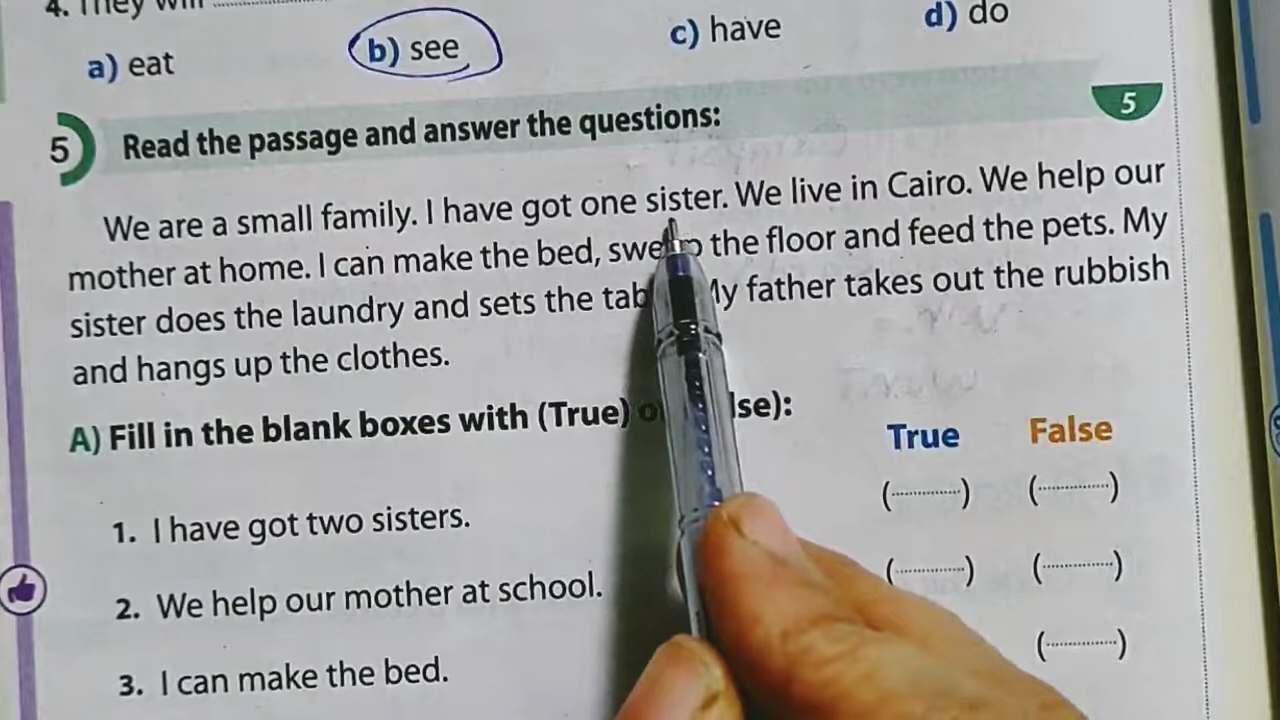 4. They will
a) eat b) see c) have d) do
5 Read the passage and answer the questions: 5
We are a small family. I have got one sister. We live in Cairo. We help our
mother at home. I can make the bed, the floor and feed the pets. My
sister does the laundry and sets the father takes out the rubbish
and hangs up the clothes.
A) Fill in the blank boxes with (True)
True False
1. I have got two sisters. (..............) (..............)
2. We help our mother at school. (..............) (..............)
3. I can make the bed. (..............)